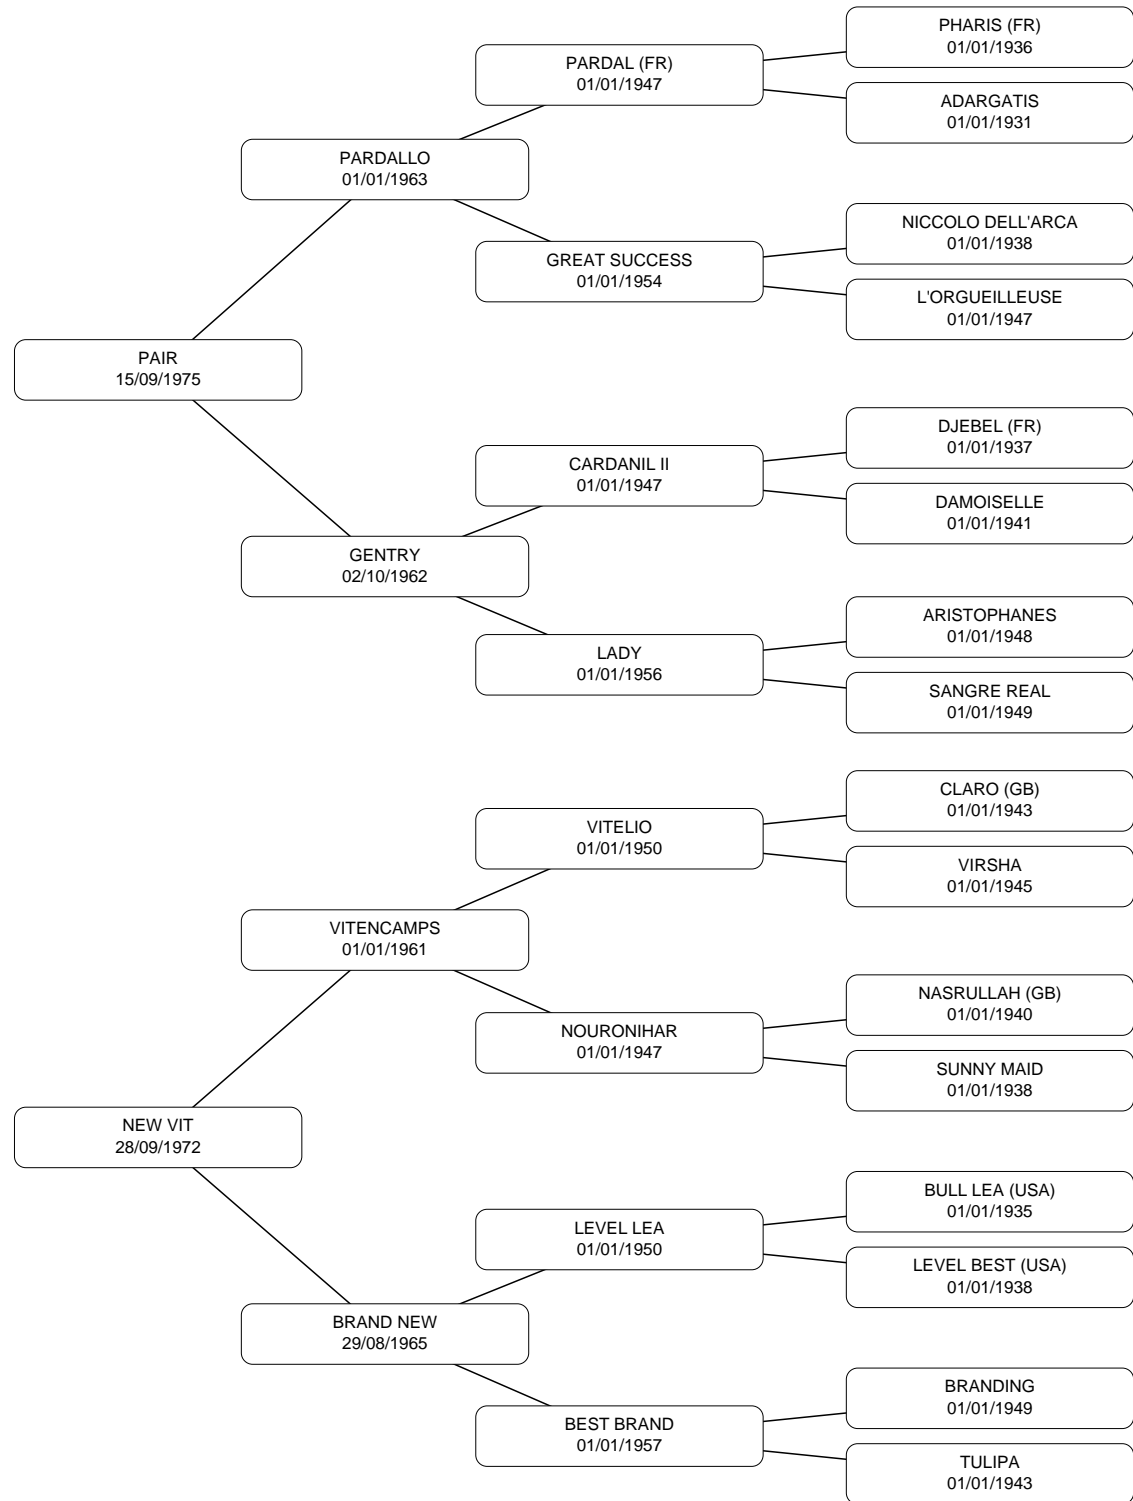 PHARIS (FR)
01/01/1936
PARDAL (FR)
01/01/1947
ADARGATIS
01/01/1931
PARDALLO
01/01/1963
NICCOLO DELL'ARCA
01/01/1938
GREAT SUCCESS
01/01/1954
L'ORGUEILLEUSE
01/01/1947
PAIR
15/09/1975
DJEBEL (FR)
01/01/1937
CARDANIL II
01/01/1947
DAMOISELLE
01/01/1941
GENTRY
02/10/1962
ARISTOPHANES
01/01/1948
LADY
01/01/1956
SANGRE REAL
01/01/1949
CLARO (GB)
01/01/1943
VITELIO
01/01/1950
VIRSHA
01/01/1945
VITENCAMPS
01/01/1961
NASRULLAH (GB)
01/01/1940
NOURONIHAR
01/01/1947
SUNNY MAID
01/01/1938
NEW VIT
28/09/1972
BULL LEA (USA)
01/01/1935
LEVEL LEA
01/01/1950
LEVEL BEST (USA)
01/01/1938
BRAND NEW
29/08/1965
BRANDING
01/01/1949
BEST BRAND
01/01/1957
TULIPA
01/01/1943